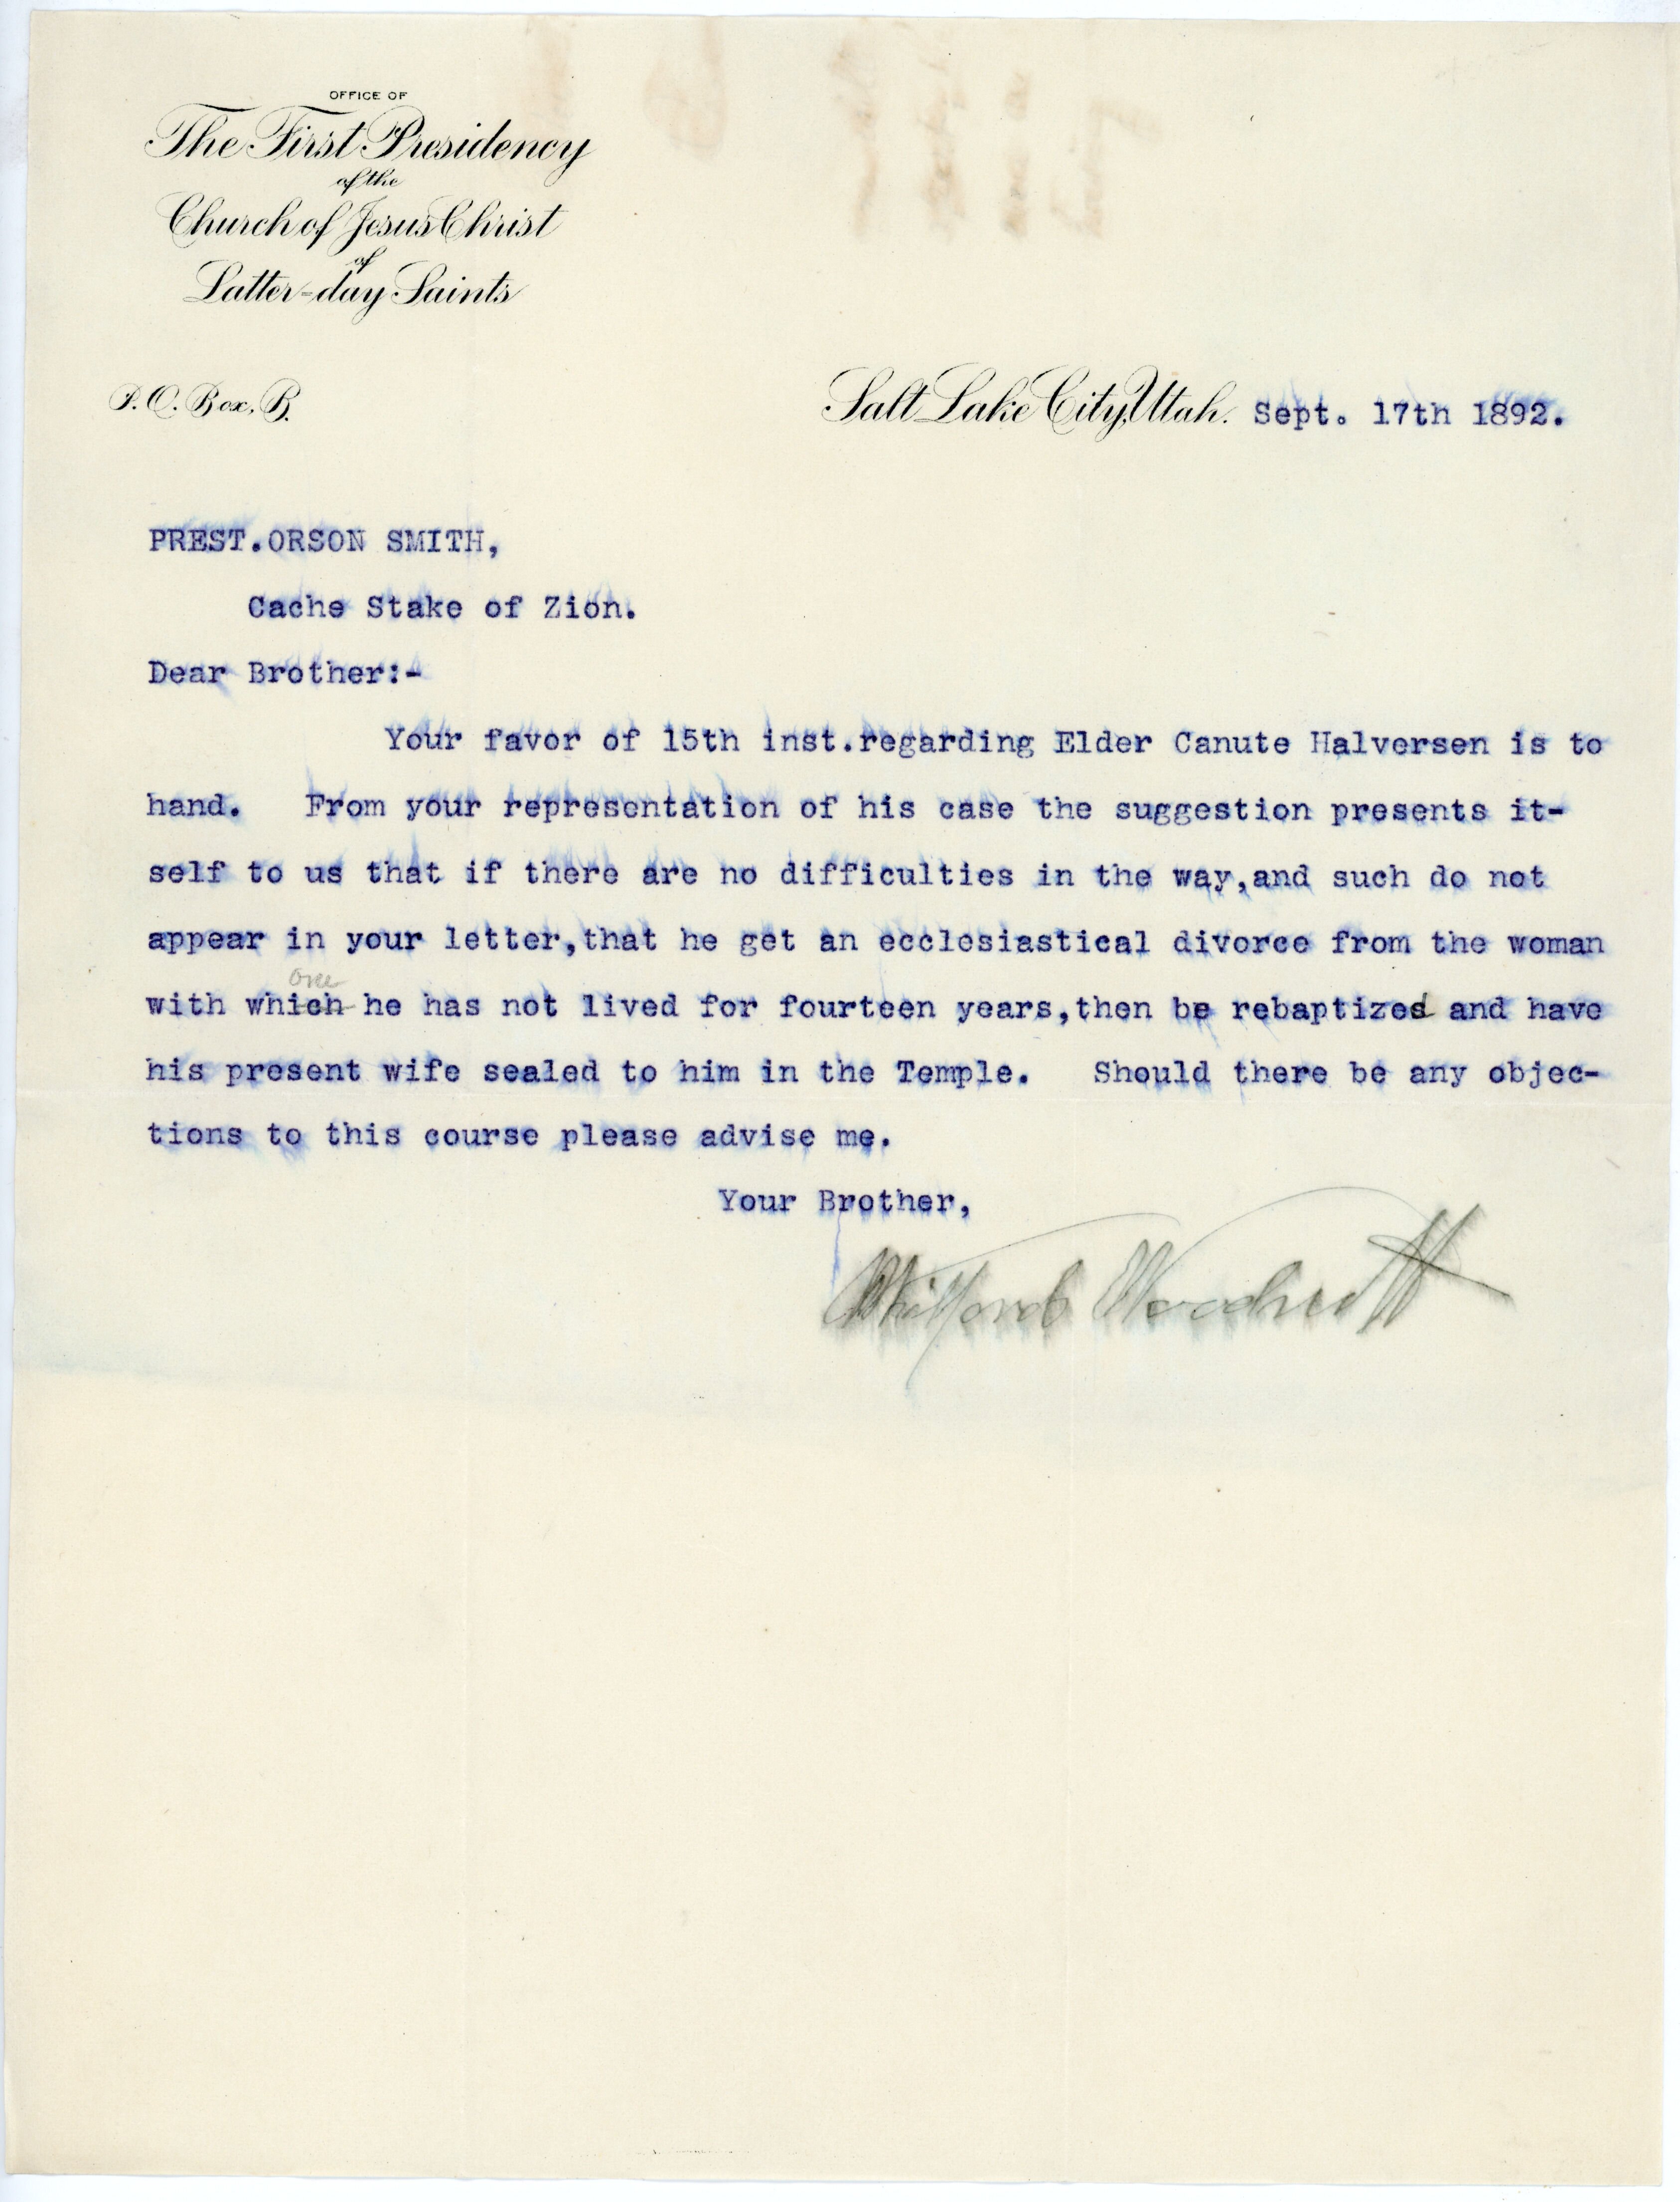 OFFICE OF
The First Presidency
of the
Church of Jesus Christ
of
Latter-day Saints
P. O. Box, B.
Salt Lake City, Utah. Sept. 17th 1892.
PREST.ORSON SMITH,
Cache Stake of Zion.
Dear Brother:-
Your favor of 15th inst.regarding Elder Canute Halversen is to
hand. From your representation of his case the suggestion presents it-
self to us that if there are no difficulties in the way,and such do not
appear in your letter,that he get an ecclesiastical divorce from the woman
one
with which he has not lived for fourteen years,then be rebaptized and have
his present wife sealed to him in the Temple. Should there be any objec-
tions to this course please advise me.
Your Brother,
Wilford Woodruff